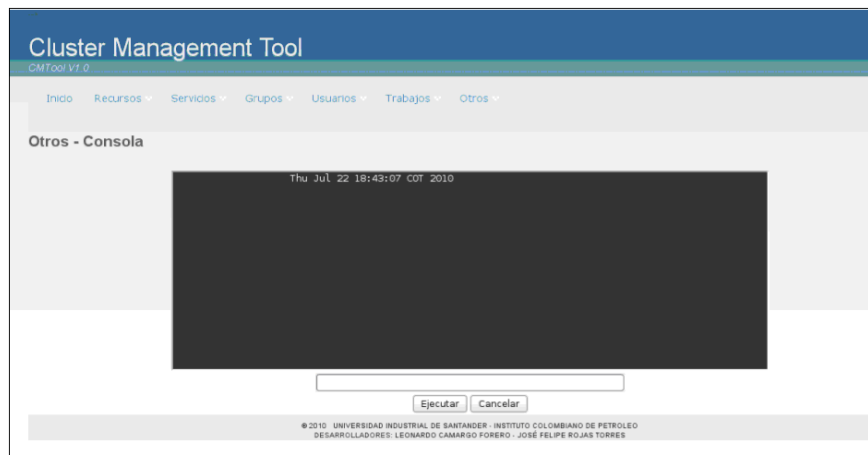 Cluster Management Tool
CMTool V1.0
Inicio Recursos Servicios Grupos Usuarios Trabajos Otros
Otros - Consola
Thu Jul 22 18:43:07 COT 2010
Ejecutar Cancelar
© 2010 UNIVERSIDAD INDUSTRIAL DE SANTANDER - INSTITUTO COLOMBIANO DE PETROLEO
DESARROLLADORES: LEONARDO CAMARGO FORERO - JOSÉ FELIPE ROJAS TORRES